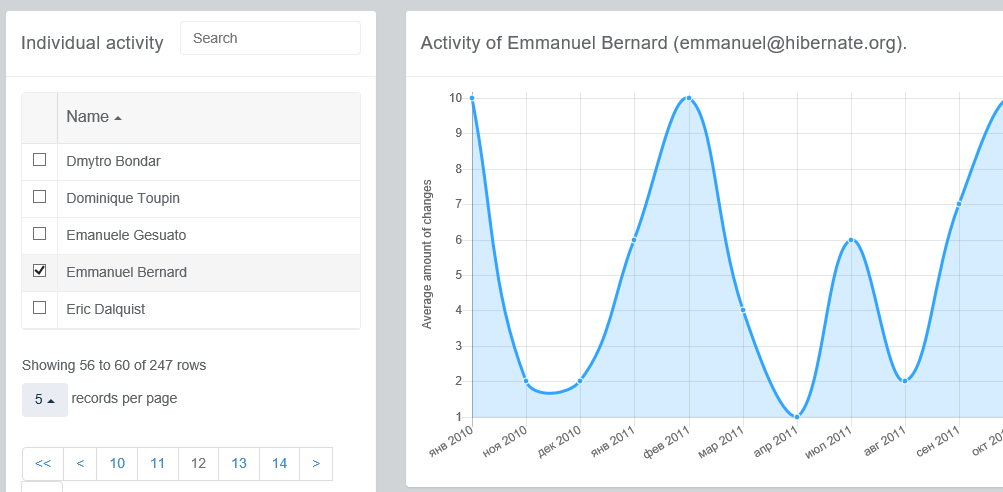 Individual activity
Search
Name
Dmytro Bondar
Dominique Toupin
Emanuele Gesuato
Emmanuel Bernard
Eric Dalquist
Showing 56 to 60 of 247 rows
5 records per page
<< < 10 11 12 13 14 >
Activity of Emmanuel Bernard (emmanuel@hibernate.org).
Average amount of changes
10
9
8
7
6
5
4
3
2
1
янв 2010
ноя 2010
дек 2010
янв 2011
фев 2011
мар 2011
апр 2011
июл 2011
авг 2011
сен 2011
окт 20